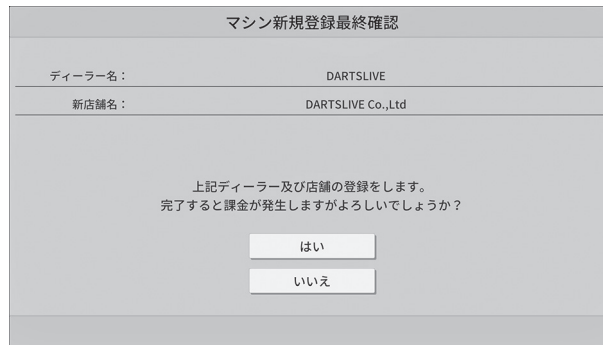 マシン新規登録最終確認
ディーラー名： DARTSLIVE
新店舗名： DARTSLIVE Co.,Ltd
上記ディーラー及び店舗の登録をします。
完了すると課金が発生しますがよろしいでしょうか？
はい
いいえ